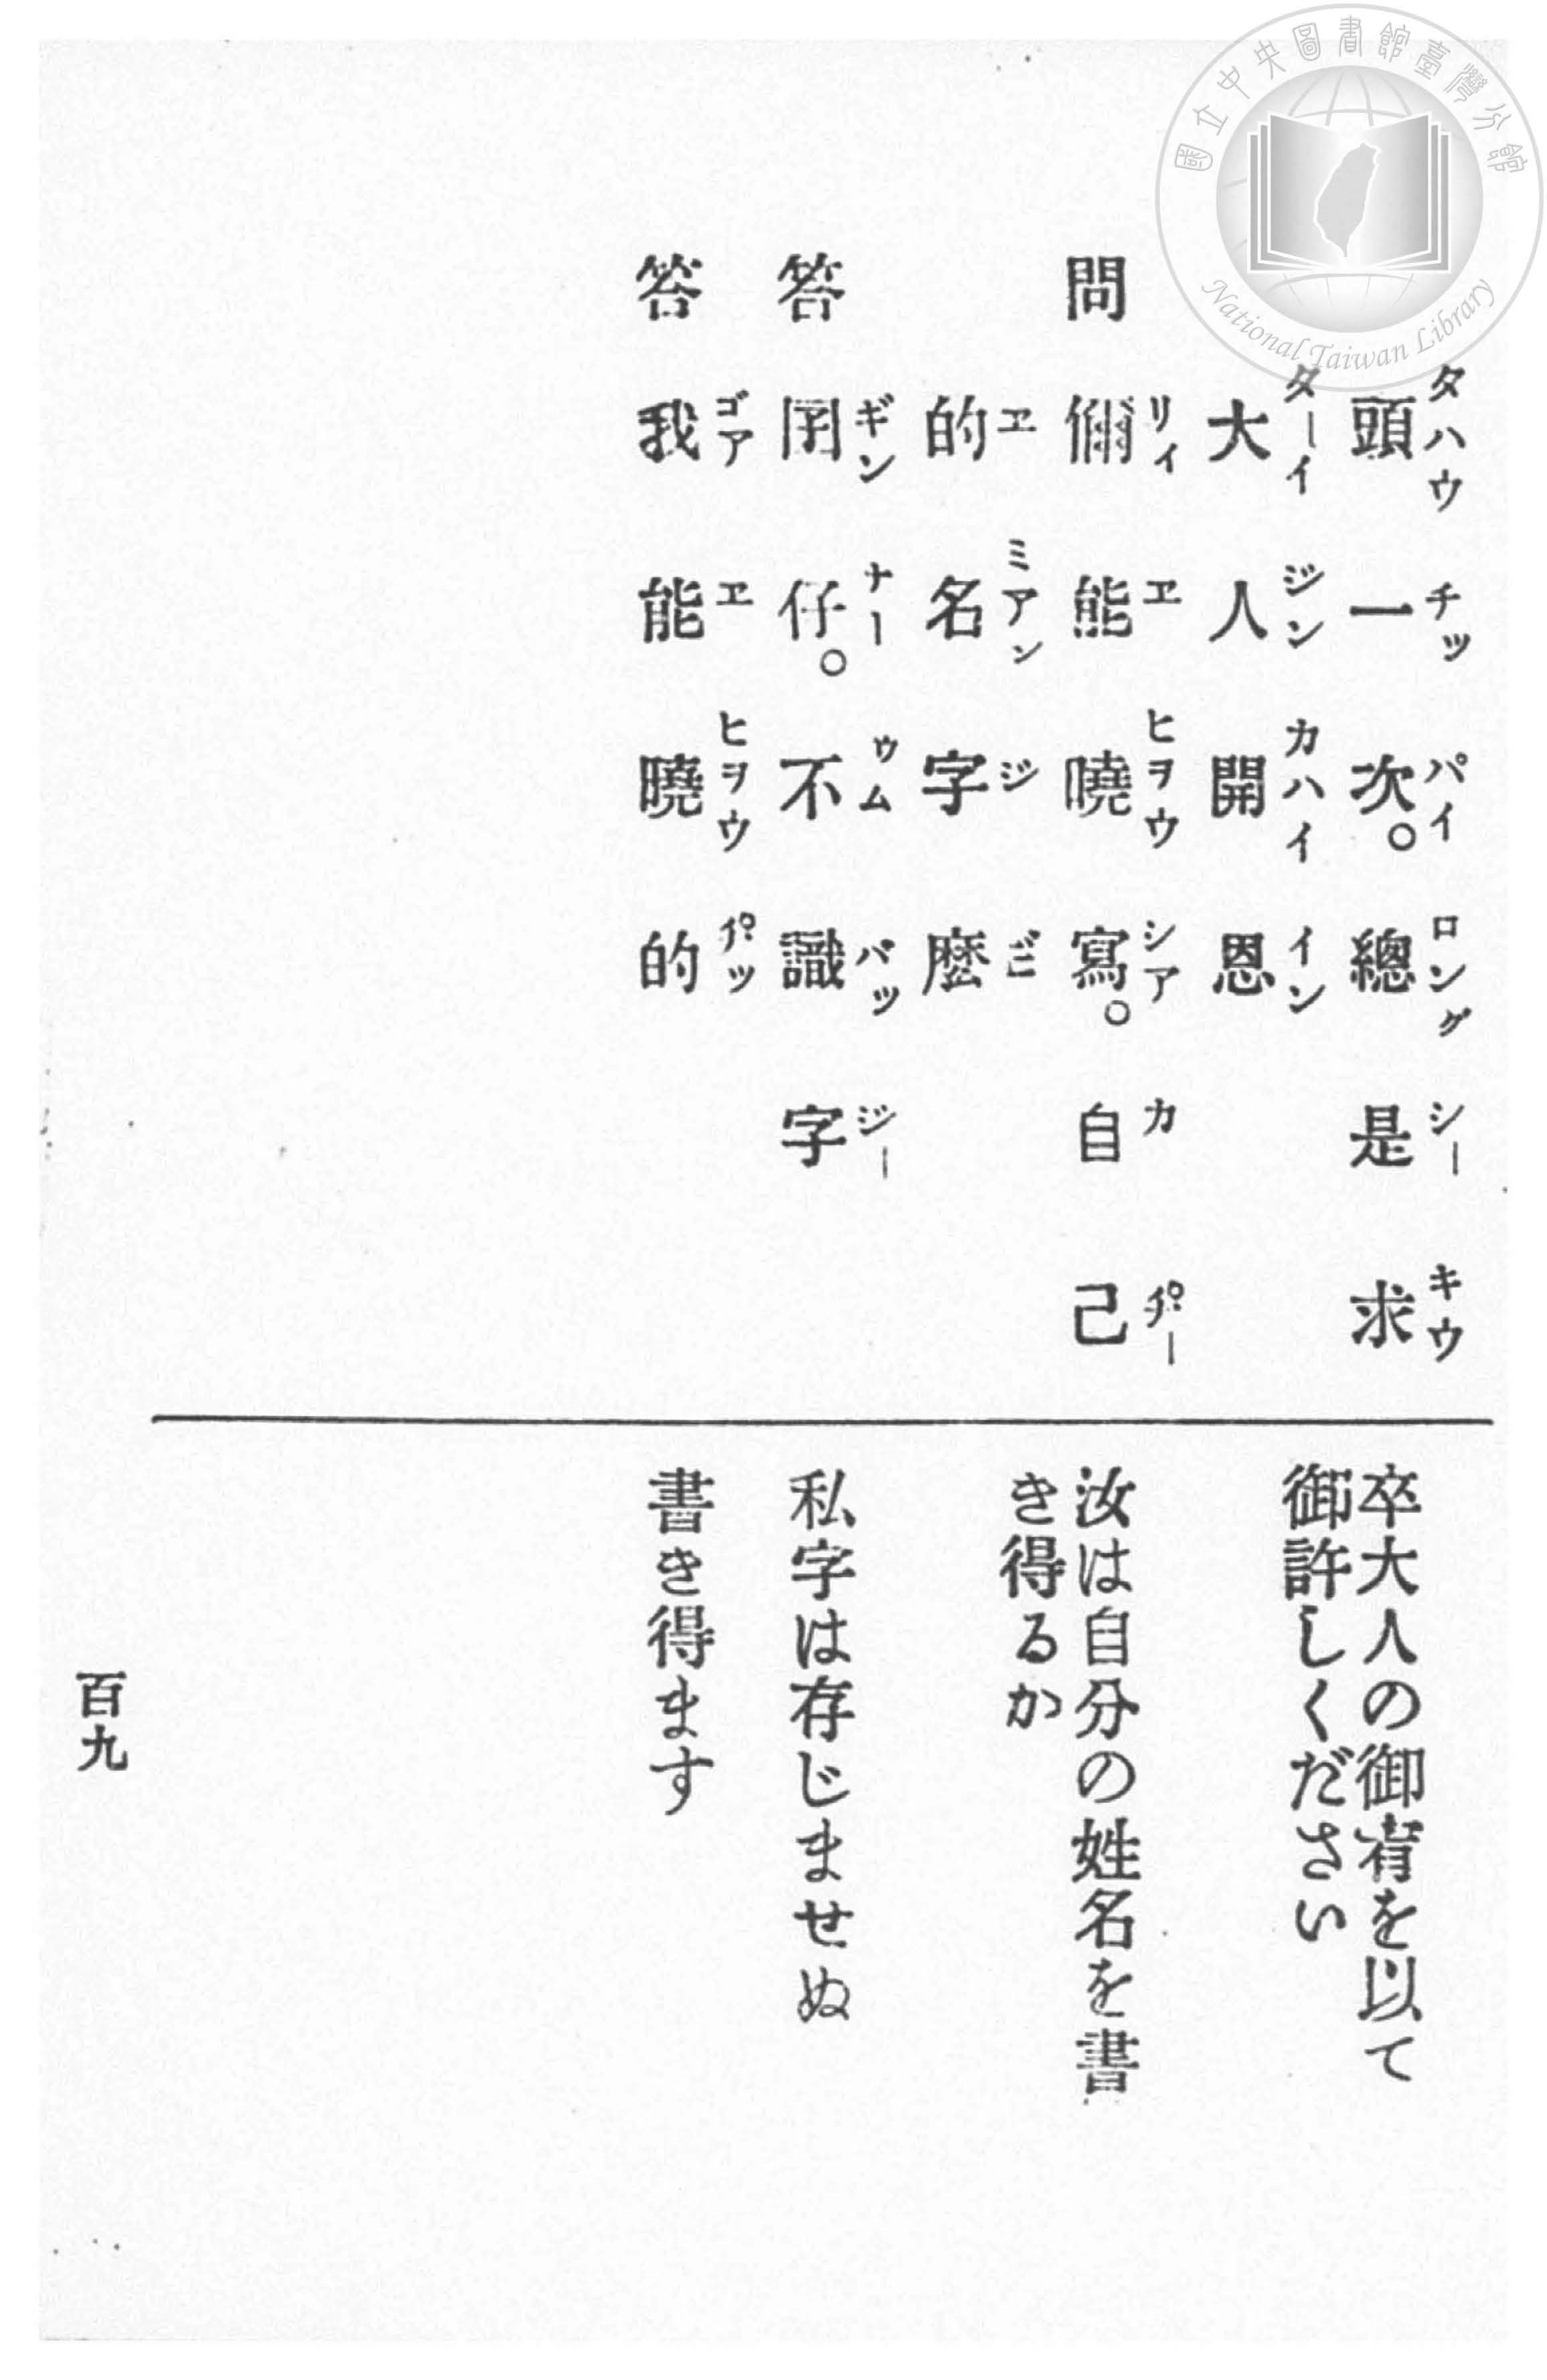 國立中央圖書館臺灣分館
National Taiwan Library
頭一次。總是求
タハウ チッ パイ ロング シー キウ
大人開恩
ターイ ジン カハイ イン
問 儞能曉寫。自己
リィ エ ヒヲウ シア カ
的名字麼
エ ミアン ジ
答 囝仔。不識字
ギン ナー ウム バッ ジー
答 我能曉的
ゴア エ ヒヲウ
卒大人の御宥を以て
御許しください
汝は自分の姓名を書
き得るか
私字は存じませぬ
書き得ます
百九